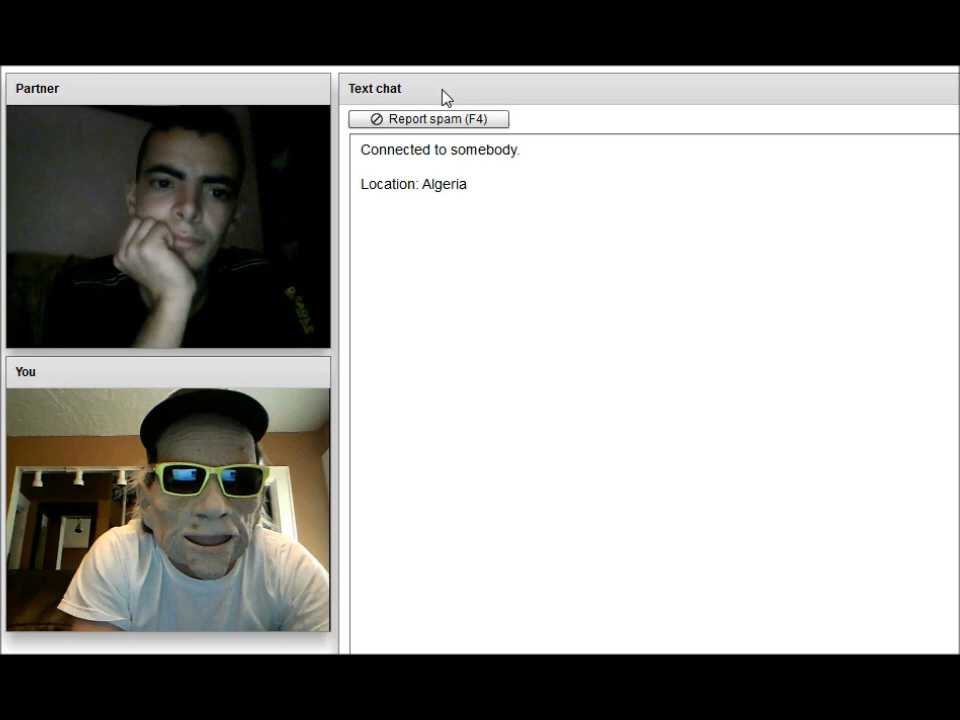 Partner
Text chat
Report spam (F4)
Connected to somebody.
Location: Algeria
You